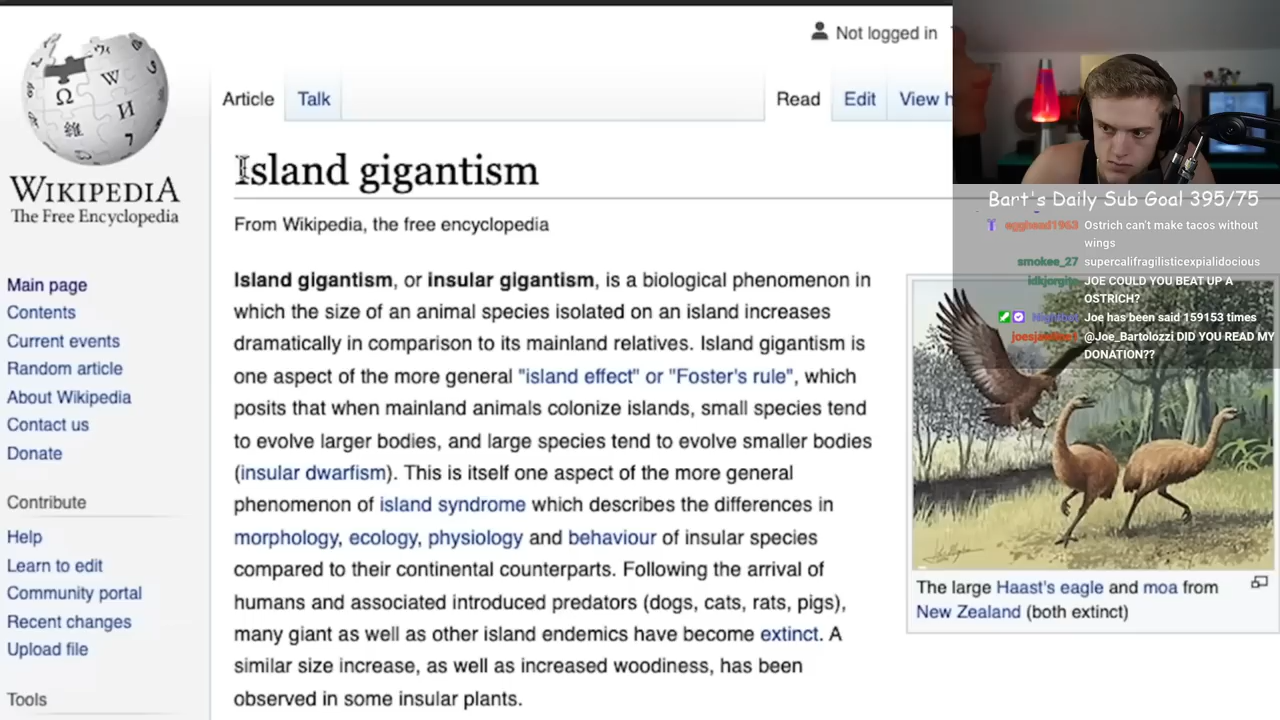 Not logged in
Article
Talk
Read
Edit
View h
WIKIPEDIA
The Free Encyclopedia
Island gigantism
From Wikipedia, the free encyclopedia
Main page
Contents
Current events
Random article
About Wikipedia
Contact us
Donate
Contribute
Help
Learn to edit
Community portal
Recent changes
Upload file
Tools
Island gigantism, or insular gigantism, is a biological phenomenon in
which the size of an animal species isolated on an island increases
dramatically in comparison to its mainland relatives. Island gigantism is
one aspect of the more general "island effect" or "Foster's rule", which
posits that when mainland animals colonize islands, small species tend
to evolve larger bodies, and large species tend to evolve smaller bodies
(insular dwarfism). This is itself one aspect of the more general
phenomenon of island syndrome which describes the differences in
morphology, ecology, physiology and behaviour of insular species
compared to their continental counterparts. Following the arrival of
humans and associated introduced predators (dogs, cats, rats, pigs),
many giant as well as other island endemics have become extinct. A
similar size increase, as well as increased woodiness, has been
observed in some insular plants.
Bart's Daily Sub Goal 395/75
egghead1963 Ostrich can't make tacos without
wings
smokee_27 supercalifragilisticexpialidocious
JOE COULD YOU BEAT UP A
OSTRICH?
Joe has been said 159153 times
@Joe_Bartolozzi DID YOU READ MY
DONATION??
The large Haast's eagle and moa from
New Zealand (both extinct)